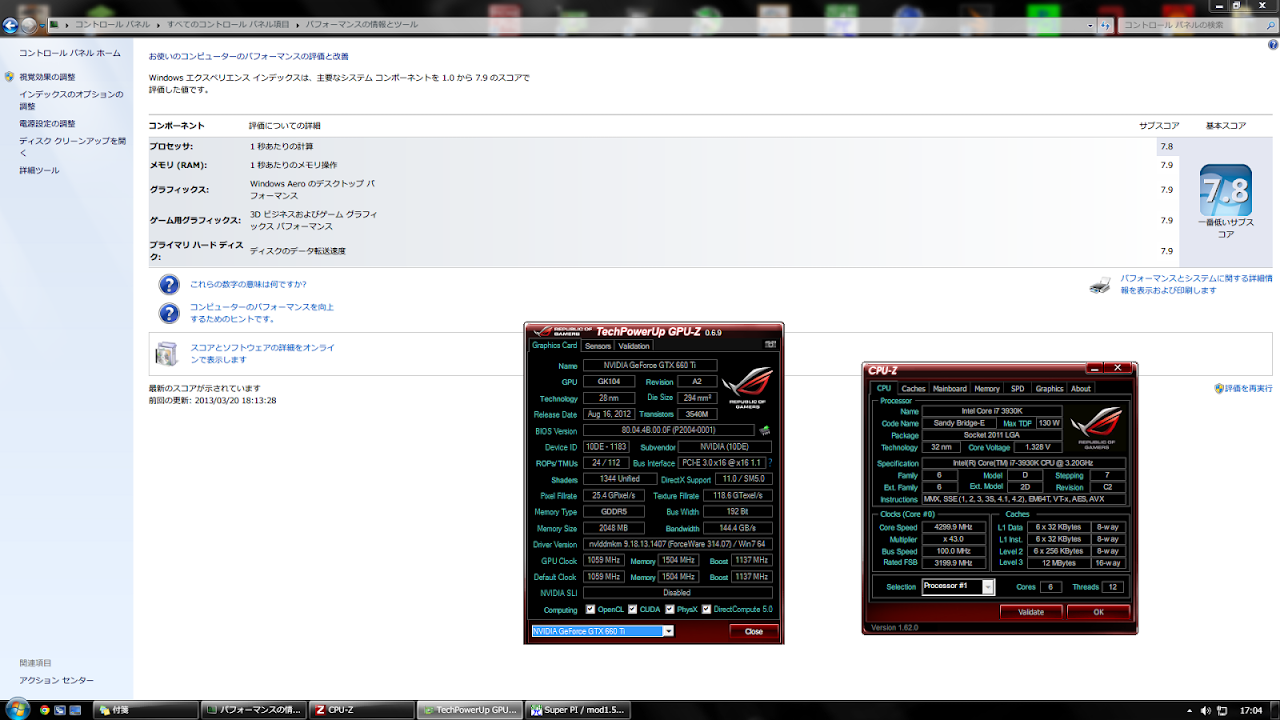 コントロール パネル ▸ すべてのコントロール パネル項目 ▸ パフォーマンスの情報とツール
コントロール パネルの検索
コントロール パネル ホーム
視覚効果の調整
インデックスのオプションの
調整
電源設定の調整
ディスク クリーンアップを開
く
詳細ツール
関連項目
アクション センター
お使いのコンピューターのパフォーマンスの評価と改善
Windows エクスペリエンス インデックスは、主要なシステム コンポーネントを 1.0 から 7.9 のスコアで
評価した値です。
コンポーネント 評価についての詳細 サブスコア 基本スコア
プロセッサ: 1 秒あたりの計算 7.8
メモリ (RAM): 1 秒あたりのメモリ操作 7.9
グラフィックス: Windows Aero のデスクトップ パ
フォーマンス 7.9
ゲーム用グラフィックス: 3D ビジネスおよびゲーム グラフィ
ックス パフォーマンス 7.9
プライマリ ハード ディス
ク: ディスクのデータ転送速度 7.9
7.8
一番低いサブス
コア
これらの数字の意味は何ですか?
コンピューターのパフォーマンスを向上
するためのヒントです。
パフォーマンスとシステムに関する詳細情
報を表示および印刷します
スコアとソフトウェアの詳細をオンライ
ンで表示します
最新のスコアが示されています
前回の更新: 2013/03/20 18:13:28
評価を再実行
REPUBLIC OF
GAMERS
TechPowerUp GPU-Z 0.6.9
Graphics Card Sensors Validation
Name NVIDIA GeForce GTX 660 Ti
GPU GK104 Revision A2
Technology 28 nm Die Size 294 mm²
Release Date Aug 16, 2012 Transistors 3540M
REPUBLIC OF
GAMERS
BIOS Version 80.04.4B.00.0F (P2004-0001)
Device ID 10DE - 1183 Subvendor NVIDIA (10DE)
ROPs/TMUs 24 / 112 Bus Interface PCI-E 3.0 x16 @ x16 1.1 ?
Shaders 1344 Unified DirectX Support 11.0 / SM5.0
Pixel Fillrate 25.4 GPixel/s Texture Fillrate 118.6 GTexel/s
Memory Type GDDR5 Bus Width 192 Bit
Memory Size 2048 MB Bandwidth 144.4 GB/s
Driver Version nvlddmkm 9.18.13.1407 (ForceWare 314.07) / Win7 64
GPU Clock 1059 MHz Memory 1504 MHz Boost 1137 MHz
Default Clock 1059 MHz Memory 1504 MHz Boost 1137 MHz
NVIDIA SLI Disabled
Computing OpenCL CUDA PhysX DirectCompute 5.0
NVIDIA GeForce GTX 660 Ti Close
CPU-Z
CPU Caches Mainboard Memory SPD Graphics About
Processor
Name Intel Core i7 3930K
Code Name Sandy Bridge-E Max TDP 130 W
Package Socket 2011 LGA
Technology 32 nm Core Voltage 1.328 V
REPUBLIC OF
GAMERS
Specification Intel(R) Core(TM) i7-3930K CPU @ 3.20GHz
Family 6 Model D Stepping 7
Ext. Family 6 Ext. Model 2D Revision C2
Instructions MMX, SSE (1, 2, 3, 3S, 4.1, 4.2), EM64T, VT-x, AES, AVX
Clocks (Core #0) Caches
Core Speed 4299.9 MHz L1 Data 6 x 32 KBytes 8-way
Multiplier x 43.0 L1 Inst. 6 x 32 KBytes 8-way
Bus Speed 100.0 MHz Level 2 6 x 256 KBytes 8-way
Rated FSB 3199.9 MHz Level 3 12 MBytes 16-way
Selection Processor #1 Cores 6 Threads 12
Validate OK
Version 1.62.0
付箋 パフォーマンスの情... CPU-Z TechPowerUp GPU... Super PI / mod1.5... 17:04